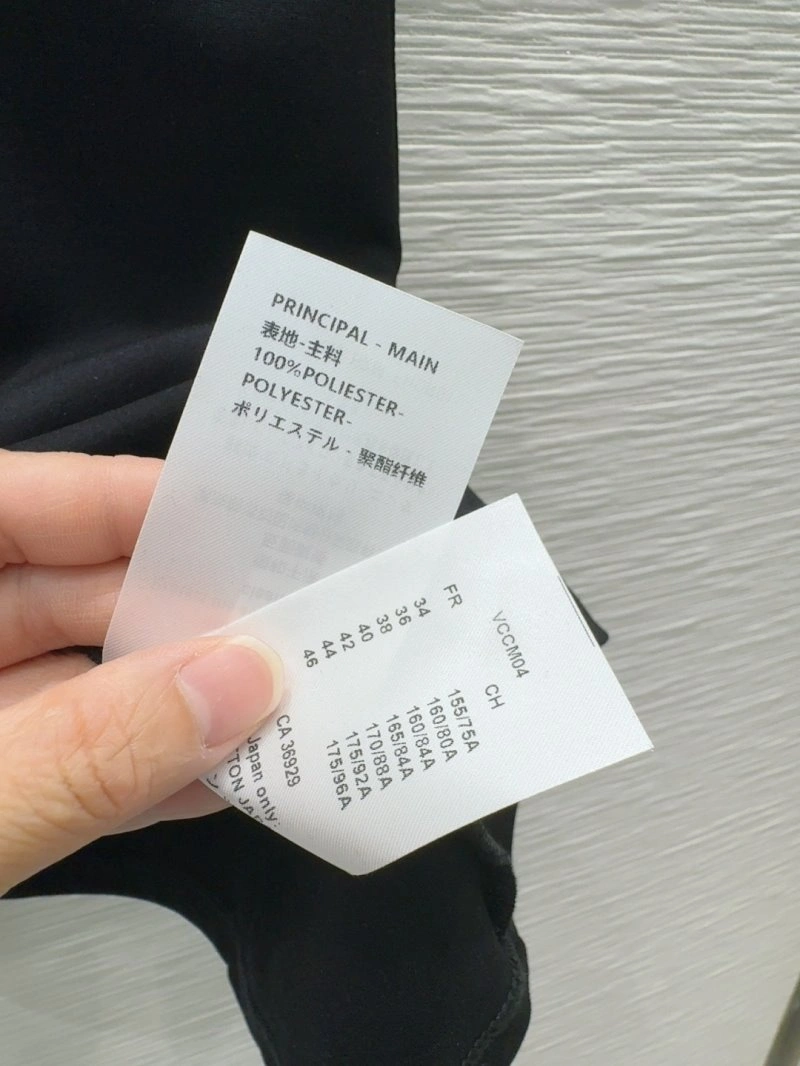 PRINCIPAL - MAIN
表地-主料
100%POLIESTER-
POLYESTER-
ポリエステル - 聚酯纤维
VCCM04
FR CH
34 155/75A
36 160/80A
38 160/84A
40 165/84A
42 170/88A
44 175/92A
46 175/96A
CA 36929
Japan only:
TTON JAP